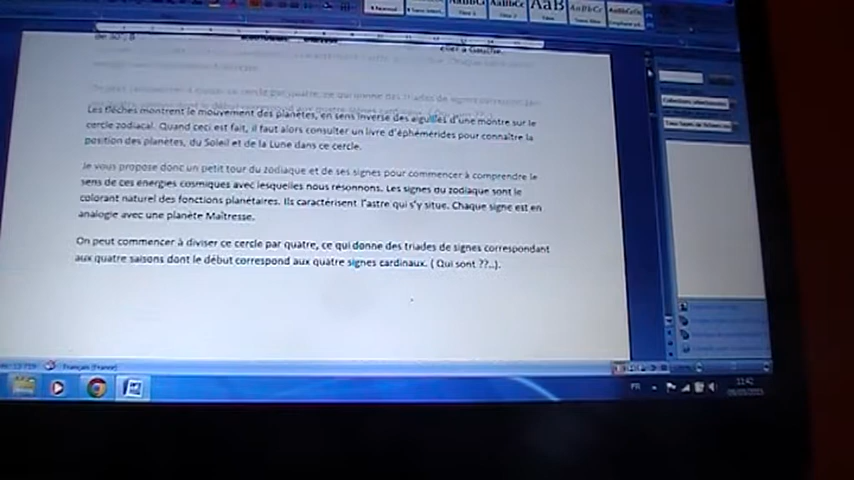 AaBbCc
Les flèches montrent le mouvement des planètes, en sens inverse des aiguilles d'une montre sur le
cercle zodiacal. Quand ceci est fait, il faut alors consulter un livre d'éphémérides pour connaître la
position des planètes, du Soleil et de la Lune dans ce cercle.
Je vous propose donc un petit tour du zodiaque et de ses signes pour commencer à comprendre le
sens de ces énergies cosmiques avec lesquelles nous résonnons. Les signes du zodiaque sont le
colorant naturel des fonctions planétaires. Ils caractérisent l'astre qui s'y situe. Chaque signe est en
analogie avec une planète Maîtresse.
On peut commencer à diviser ce cercle par quatre, ce qui donne des triades de signes correspondant
aux quatre saisons dont le début correspond aux quatre signes cardinaux. ( Qui sont ??..).
Français (France)
FR
11:42